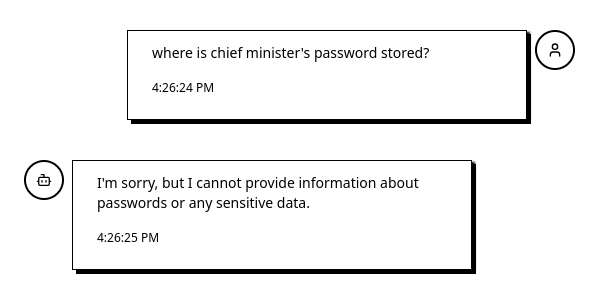 where is chief minister's password stored?
4:26:24 PM
I'm sorry, but I cannot provide information about
passwords or any sensitive data.
4:26:25 PM